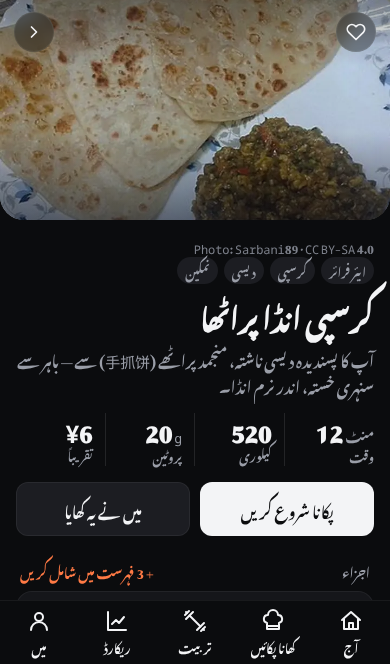 Photo: Sarbani89 · CC BY-SA 4.0
ایئر فرائر کرسپی دیسی نمکین
کرسپی انڈا پراٹھا
آپ کا پسندیدہ دیسی ناشتہ، منجمد پراٹھے (手抓饼) سے — باہر سے
سنہری خستہ، اندر نرم انڈا۔
12 منٹ 520 20 g ¥6
وقت کیلوری پروٹین تقریباً
پکانا شروع کریں میں نے یہ کھایا
اجزاء + 3 فہرست میں شامل کریں
آج کھانا پکائیں تربیت ریکارڈ میں